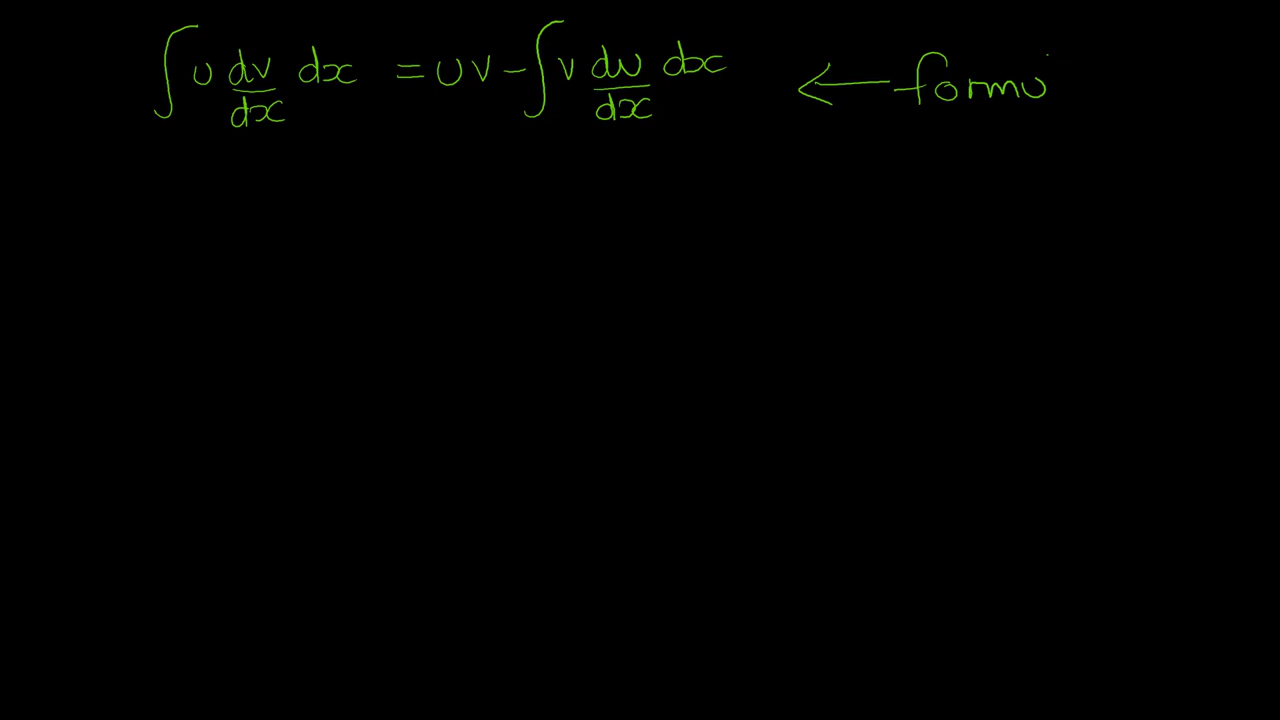 ∫ u dv/dx dx = uv - ∫ v du/dx dx ← formu